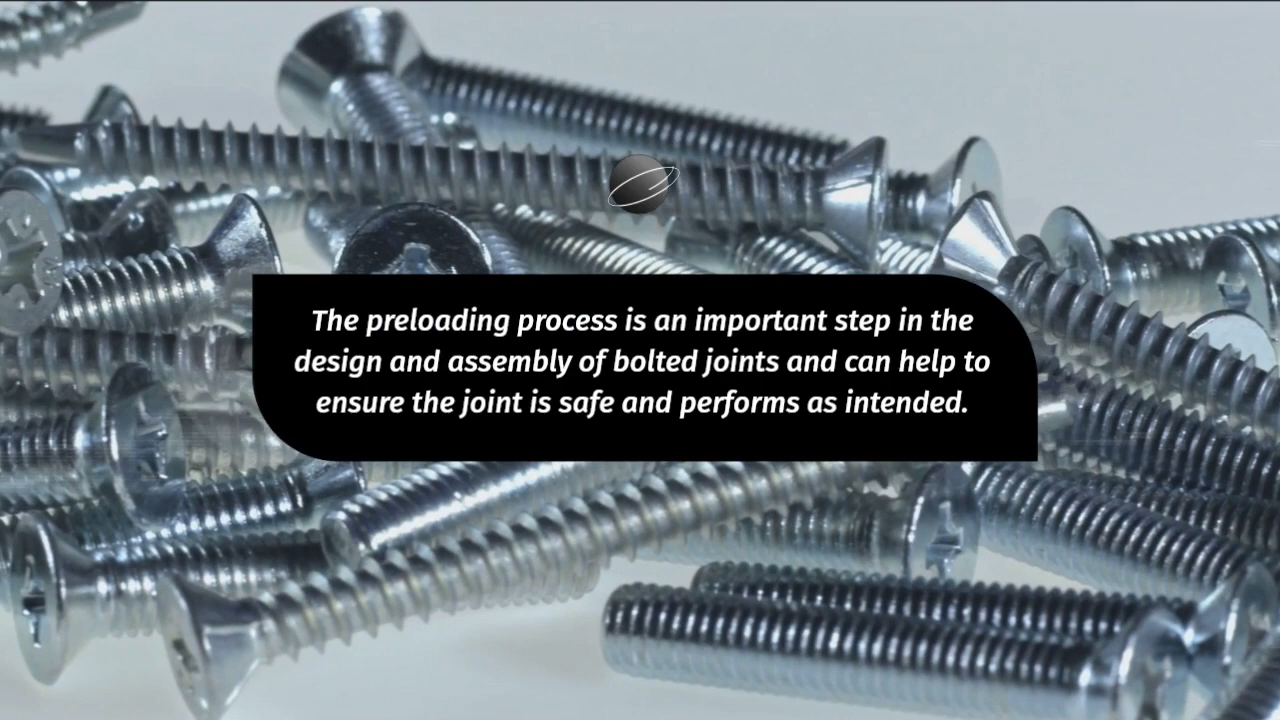 The preloading process is an important step in the
design and assembly of bolted joints and can help to
ensure the joint is safe and performs as intended.